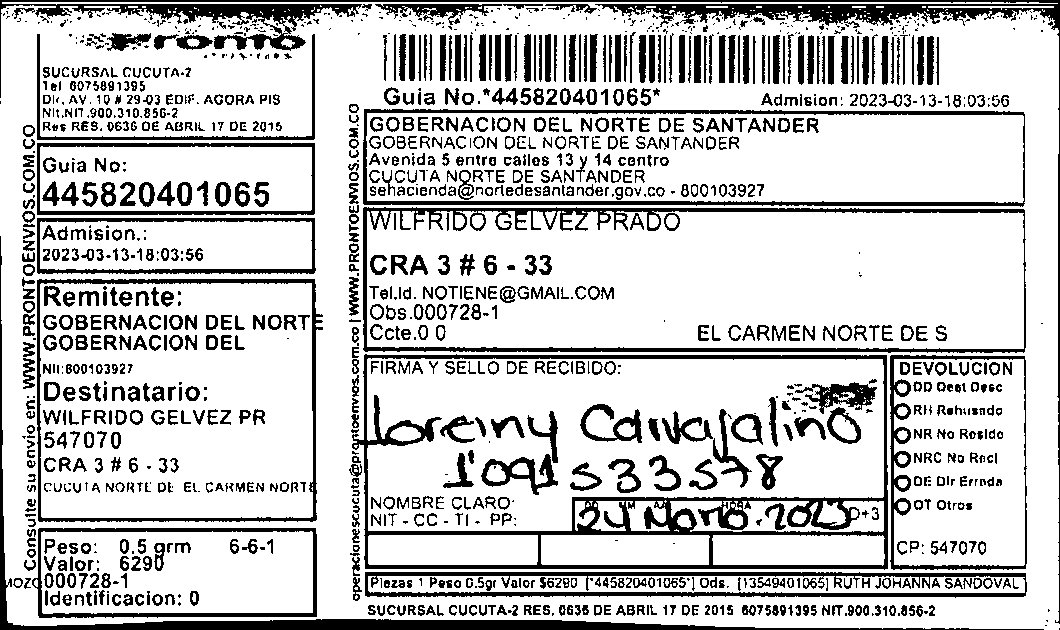 Pronto
ENVIOS
SUCURSAL CUCUTA-2
Tel 6075891395
Dir. AV. 10 # 29-03 EDIF. AGORA PIS
Nit.NIT.900.310.856-2
Res RES. 0636 DE ABRIL 17 DE 2015
Guia No:
445820401065
Admision.:
2023-03-13-18:03:56
Remitente:
GOBERNACION DEL NORTE
GOBERNACION DEL
Nit:800103927
Destinatario:
WILFRIDO GELVEZ PR
547070
CRA 3 # 6 - 33
CUCUTA NORTE DE EL CARMEN NORTE
Peso: 0.5 grm 6-6-1
Valor: 6290
000728-1
Identificacion: 0
Consulte su envio en: WWW.PRONTOENVIOS.COM.CO
Guia No.*445820401065*
Admision: 2023-03-13-18:03:56
GOBERNACION DEL NORTE DE SANTANDER
GOBERNACION DEL NORTE DE SANTANDER
Avenida 5 entre calles 13 y 14 centro
CUCUTA NORTE DE SANTANDER
sehacienda@nortedesantander.gov.co - 800103927
WILFRIDO GELVEZ PRADO
CRA 3 # 6 - 33
Tel.Id. NOTIENE@GMAIL.COM
Obs.000728-1
Ccte.0 0
EL CARMEN NORTE DE S
FIRMA Y SELLO DE RECIBIDO:
Loreiny Carvajalino
1'091533578
NOMBRE CLARO:
NIT - CC - TI - PP:
HORA
24 Marzo. 2023
D+3
DEVOLUCION
DD Dest Desc
RH Rehusado
NR No Reside
NRC No Recl
DE Dir Errada
OT Otros
CP: 547070
Piezas 1 Peso 0.5gr Valor $6290 [*445820401065*] Ods. [13549401065] RUTH JOHANNA SANDOVAL
SUCURSAL CUCUTA-2 RES. 0636 DE ABRIL 17 DE 2015 6075891395 NIT.900.310.856-2
operacionescucuta@prontoenvios.com.co | WWW.PRONTOENVIOS.COM.CO